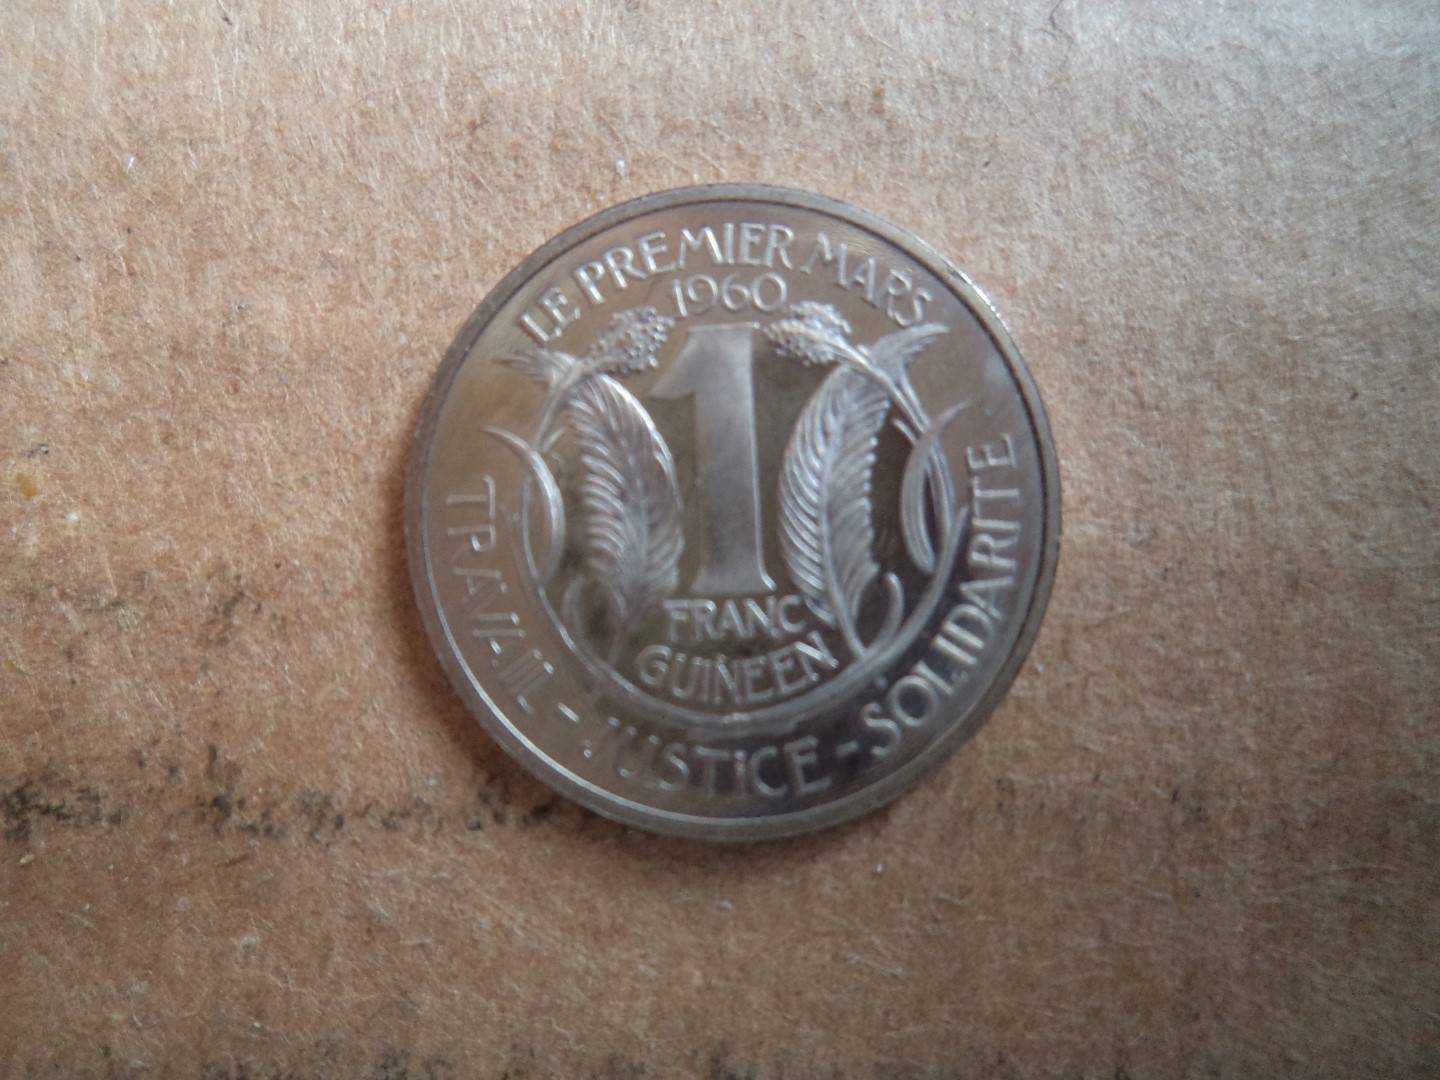 LE PREMIER MARS
1960
1
FRANC
GUINEEN
TRAVAIL - JUSTICE - SOLIDARITE